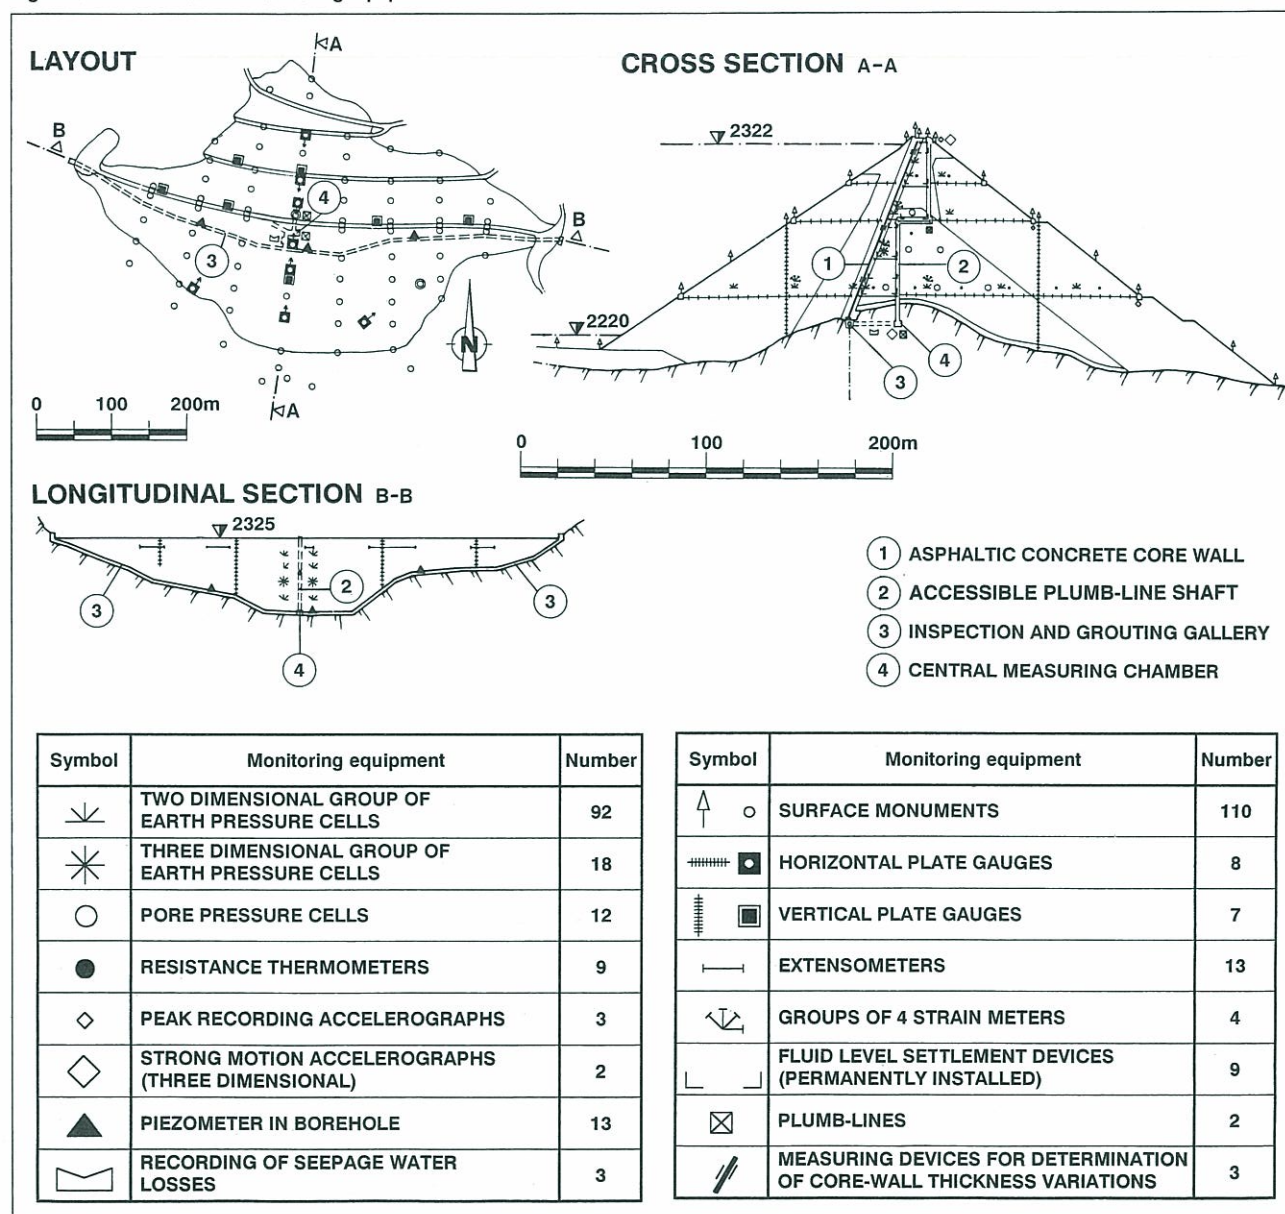 LAYOUT
A
B
4
3
B
N
A
0 100 200m
CROSS SECTION A-A
2322
1
2
2220
4
3
0 100 200m
LONGITUDINAL SECTION B-B
2325
2
3
3
4
1 ASPHALTIC CONCRETE CORE WALL
2 ACCESSIBLE PLUMB-LINE SHAFT
3 INSPECTION AND GROUTING GALLERY
4 CENTRAL MEASURING CHAMBER
Symbol Monitoring equipment Number
TWO DIMENSIONAL GROUP OF
EARTH PRESSURE CELLS 92
THREE DIMENSIONAL GROUP OF
EARTH PRESSURE CELLS 18
PORE PRESSURE CELLS 12
RESISTANCE THERMOMETERS 9
PEAK RECORDING ACCELEROGRAPHS 3
STRONG MOTION ACCELEROGRAPHS
(THREE DIMENSIONAL) 2
PIEZOMETER IN BOREHOLE 13
RECORDING OF SEEPAGE WATER
LOSSES 3
Symbol Monitoring equipment Number
SURFACE MONUMENTS 110
HORIZONTAL PLATE GAUGES 8
VERTICAL PLATE GAUGES 7
EXTENSOMETERS 13
GROUPS OF 4 STRAIN METERS 4
FLUID LEVEL SETTLEMENT DEVICES
(PERMANENTLY INSTALLED) 9
PLUMB-LINES 2
MEASURING DEVICES FOR DETERMINATION
OF CORE-WALL THICKNESS VARIATIONS 3